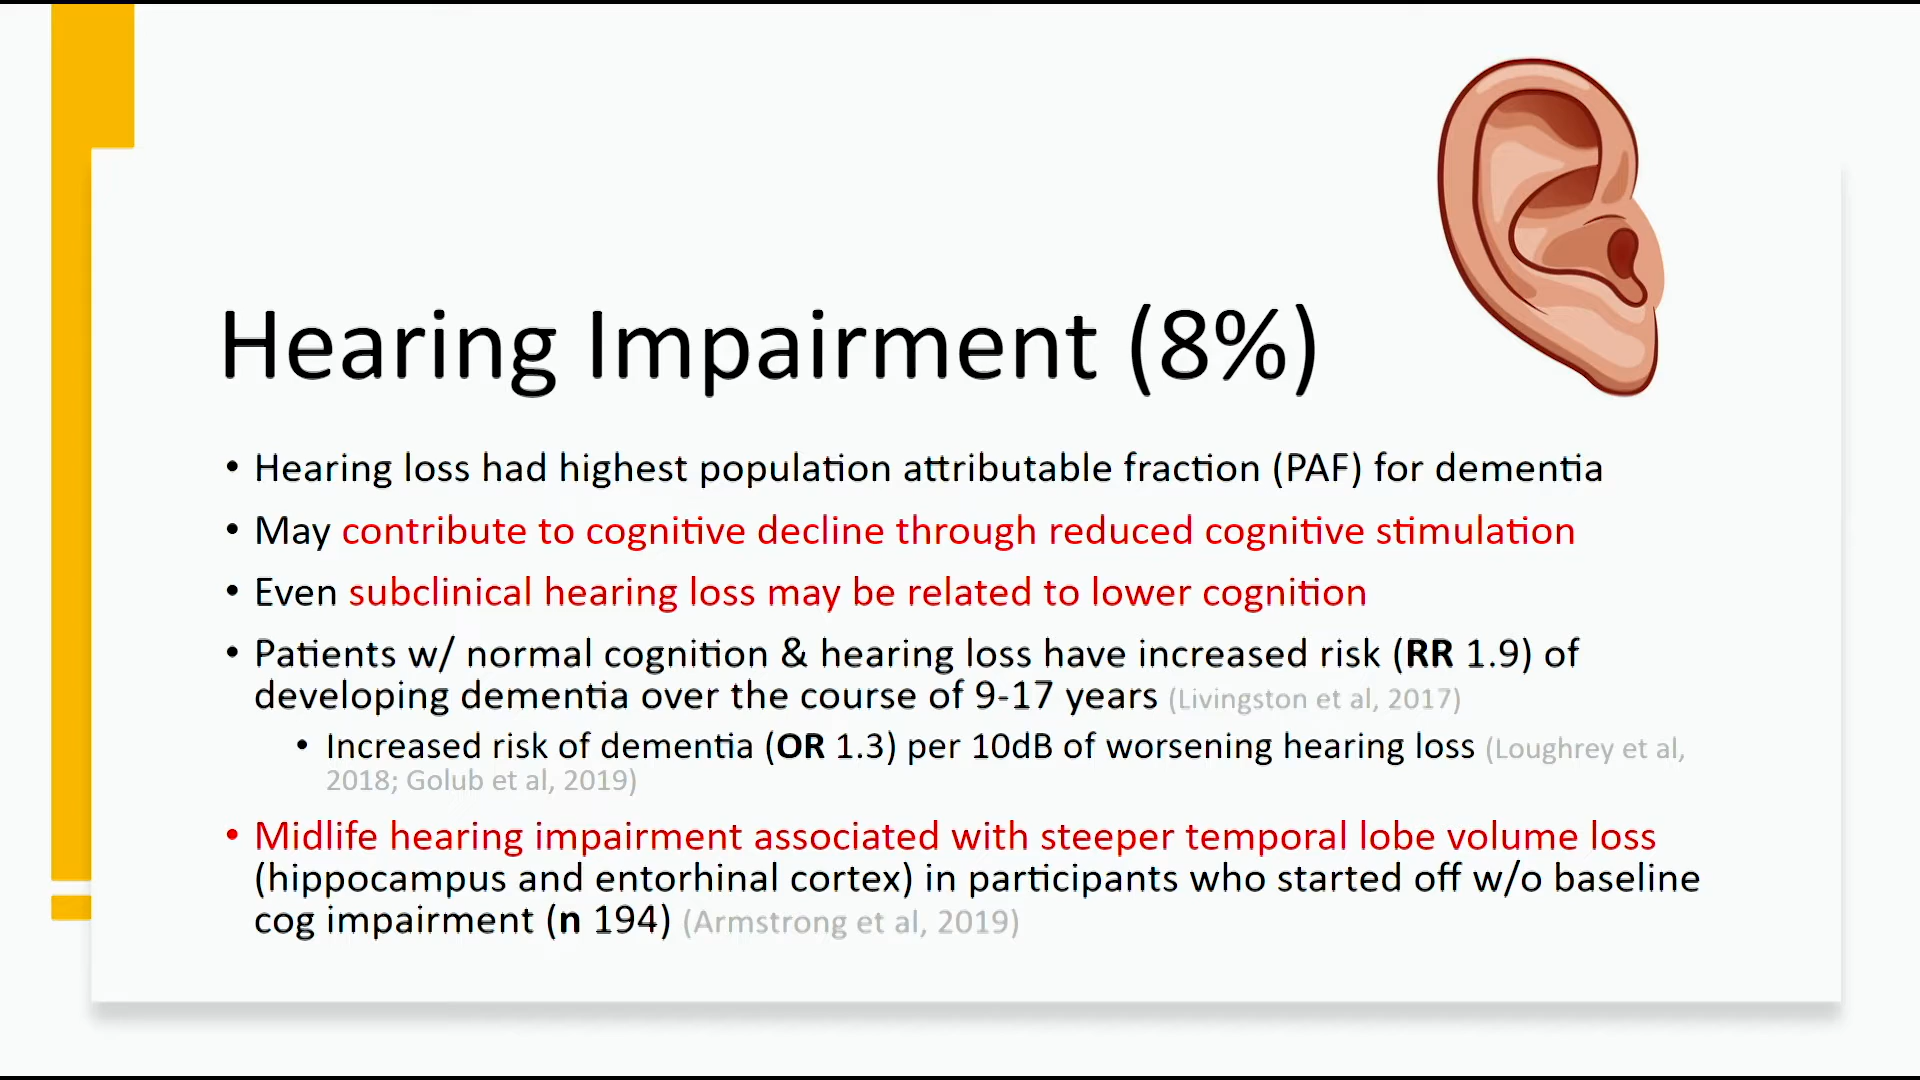 Hearing Impairment (8%)
• Hearing loss had highest population attributable fraction (PAF) for dementia
• May contribute to cognitive decline through reduced cognitive stimulation
• Even subclinical hearing loss may be related to lower cognition
• Patients w/ normal cognition & hearing loss have increased risk (RR 1.9) of
developing dementia over the course of 9-17 years (Livingston et al, 2017)
• Increased risk of dementia (OR 1.3) per 10dB of worsening hearing loss (Loughrey et al,
2018; Golub et al, 2019)
• Midlife hearing impairment associated with steeper temporal lobe volume loss
(hippocampus and entorhinal cortex) in participants who started off w/o baseline
cog impairment (n 194) (Armstrong et al, 2019)